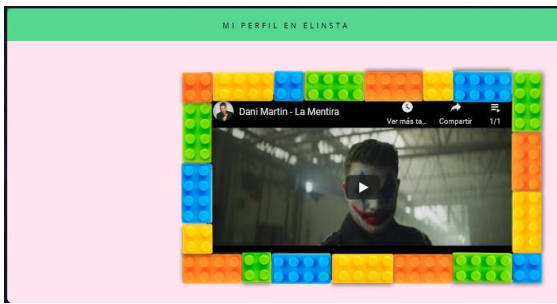 MI PERFIL EN ELINSTA
Dani Martin - La Mentira
Ver más ta...
Compartir
1/1